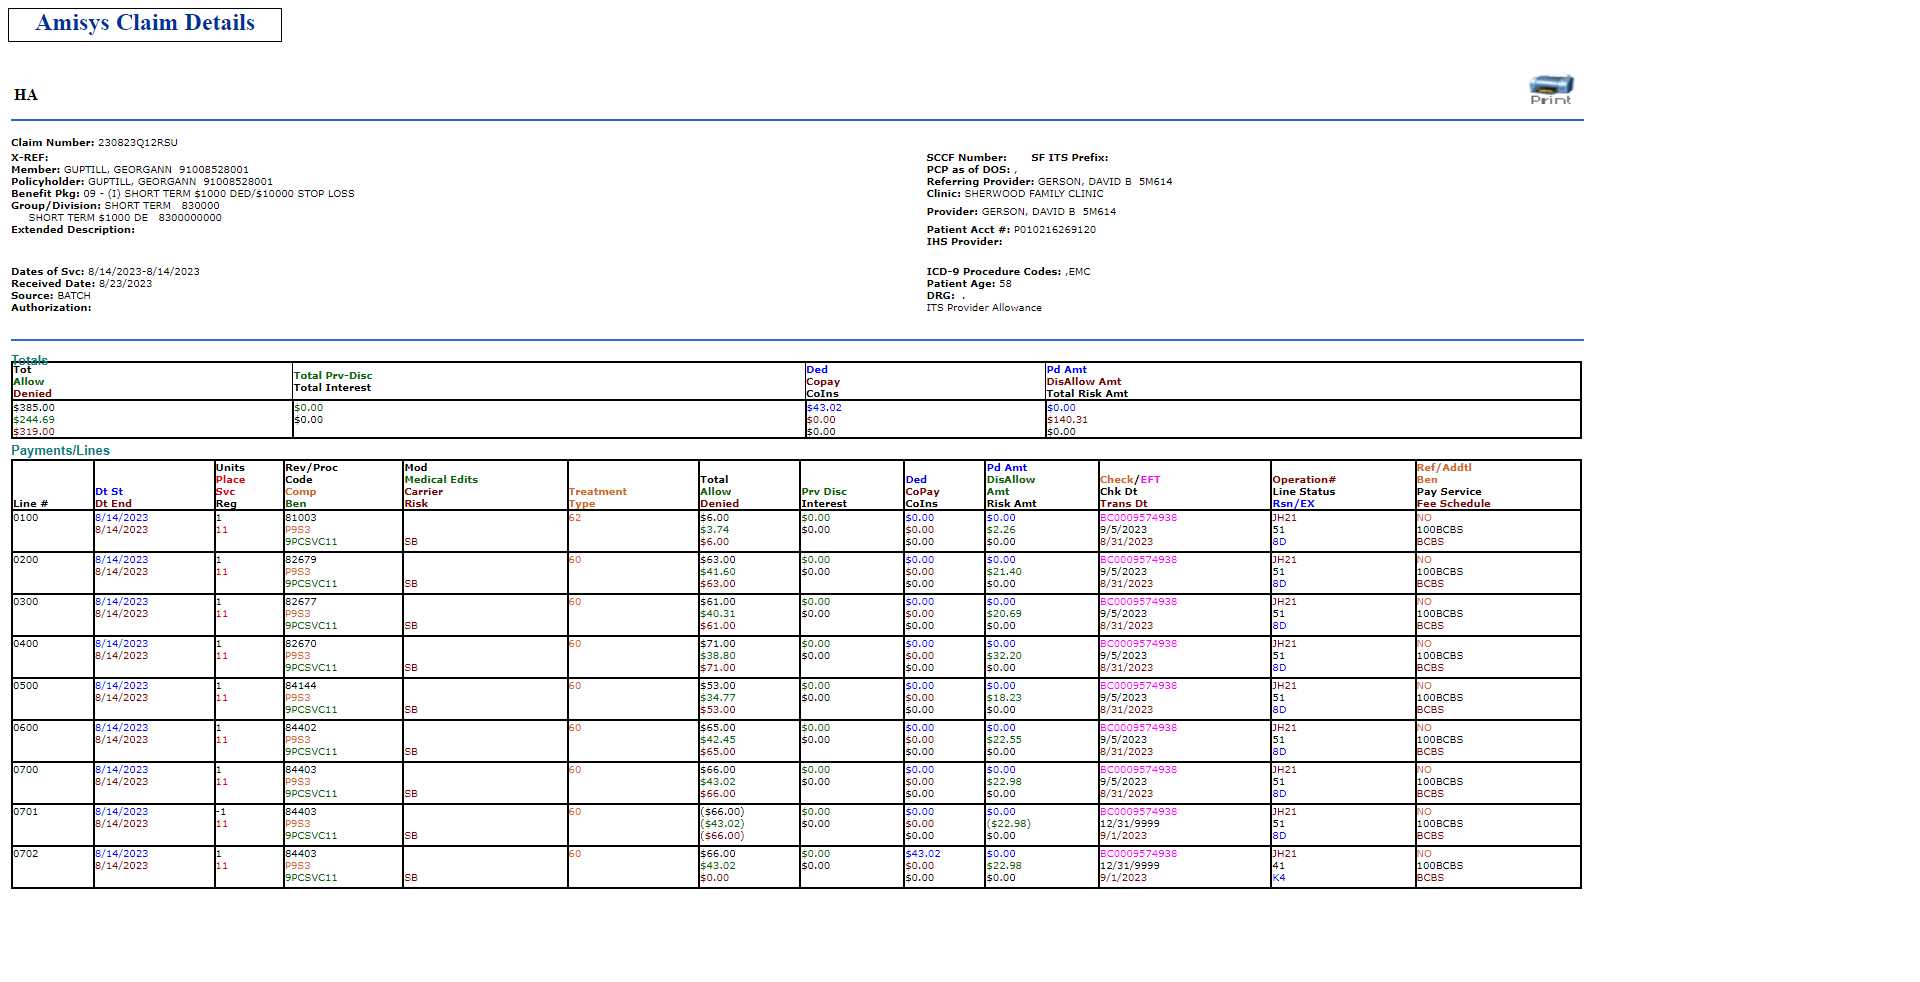 Amisys Claim Details
HA
Print
Claim Number: 230823Q12RSU
X-REF:
Member: GUPTILL, GEORGANN 91008528001
Policyholder: GUPTILL, GEORGANN 91008528001
Benefit Pkg: 09 - (I) SHORT TERM $1000 DED/$10000 STOP LOSS
Group/Division: SHORT TERM 830000
SHORT TERM $1000 DE 8300000000
Extended Description:
SCCF Number: SF ITS Prefix:
PCP as of DOS: ,
Referring Provider: GERSON, DAVID B 5M614
Clinic: SHERWOOD FAMILY CLINIC
Provider: GERSON, DAVID B 5M614
Patient Acct #: P010216269120
IHS Provider:
Dates of Svc: 8/14/2023-8/14/2023
Received Date: 8/23/2023
Source: BATCH
Authorization:
ICD-9 Procedure Codes: ,EMC
Patient Age: 58
DRG: .
ITS Provider Allowance
Totals
Tot
Allow
Denied
Total Prv-Disc
Total Interest
Ded
Copay
CoIns
Pd Amt
DisAllow Amt
Total Risk Amt
$385.00
$244.69
$319.00
$0.00
$0.00
$43.02
$0.00
$0.00
$0.00
$140.31
$0.00
Payments/Lines
Line #
Dt St
Dt End
Units
Place
Svc
Reg
Rev/Proc
Code
Comp
Ben
Mod
Medical Edits
Carrier
Risk
Treatment
Type
Total
Allow
Denied
Prv Disc
Interest
Ded
CoPay
CoIns
Pd Amt
DisAllow
Amt
Risk Amt
Check/EFT
Chk Dt
Trans Dt
Operation#
Line Status
Rsn/EX
Ref/Addtl
Ben
Pay Service
Fee Schedule
0100 8/14/2023 1 81003 62 $6.00 $0.00 $0.00 $0.00 BC0009574938 JH21 NO
8/14/2023 11 P9S3 $3.74 $0.00 $0.00 $2.26 9/5/2023 51 100BCBS
9PCSVC11 SB $6.00 $0.00 $0.00 8/31/2023 8D BCBS
0200 8/14/2023 1 82679 60 $63.00 $0.00 $0.00 $0.00 BC0009574938 JH21 NO
8/14/2023 11 P9S3 $41.60 $0.00 $0.00 $21.40 9/5/2023 51 100BCBS
9PCSVC11 SB $63.00 $0.00 $0.00 8/31/2023 8D BCBS
0300 8/14/2023 1 82677 60 $61.00 $0.00 $0.00 $0.00 BC0009574938 JH21 NO
8/14/2023 11 P9S3 $40.31 $0.00 $0.00 $20.69 9/5/2023 51 100BCBS
9PCSVC11 SB $61.00 $0.00 $0.00 8/31/2023 8D BCBS
0400 8/14/2023 1 82670 60 $71.00 $0.00 $0.00 $0.00 BC0009574938 JH21 NO
8/14/2023 11 P9S3 $38.80 $0.00 $0.00 $32.20 9/5/2023 51 100BCBS
9PCSVC11 SB $71.00 $0.00 $0.00 8/31/2023 8D BCBS
0500 8/14/2023 1 84144 60 $53.00 $0.00 $0.00 $0.00 BC0009574938 JH21 NO
8/14/2023 11 P9S3 $34.77 $0.00 $0.00 $18.23 9/5/2023 51 100BCBS
9PCSVC11 SB $53.00 $0.00 $0.00 8/31/2023 8D BCBS
0600 8/14/2023 1 84402 60 $65.00 $0.00 $0.00 $0.00 BC0009574938 JH21 NO
8/14/2023 11 P9S3 $42.45 $0.00 $0.00 $22.55 9/5/2023 51 100BCBS
9PCSVC11 SB $65.00 $0.00 $0.00 8/31/2023 8D BCBS
0700 8/14/2023 1 84403 60 $66.00 $0.00 $0.00 $0.00 BC0009574938 JH21 NO
8/14/2023 11 P9S3 $43.02 $0.00 $0.00 $22.98 9/5/2023 51 100BCBS
9PCSVC11 SB $66.00 $0.00 $0.00 8/31/2023 8D BCBS
0701 8/14/2023 -1 84403 60 ($66.00) $0.00 $0.00 $0.00 BC0009574938 JH21 NO
8/14/2023 11 P9S3 ($43.02) $0.00 $0.00 ($22.98) 12/31/9999 51 100BCBS
9PCSVC11 SB ($66.00) $0.00 $0.00 9/1/2023 8D BCBS
0702 8/14/2023 1 84403 60 $66.00 $0.00 $43.02 $0.00 BC0009574938 JH21 NO
8/14/2023 11 P9S3 $43.02 $0.00 $0.00 $22.98 12/31/9999 41 100BCBS
9PCSVC11 SB $0.00 $0.00 $0.00 9/1/2023 K4 BCBS